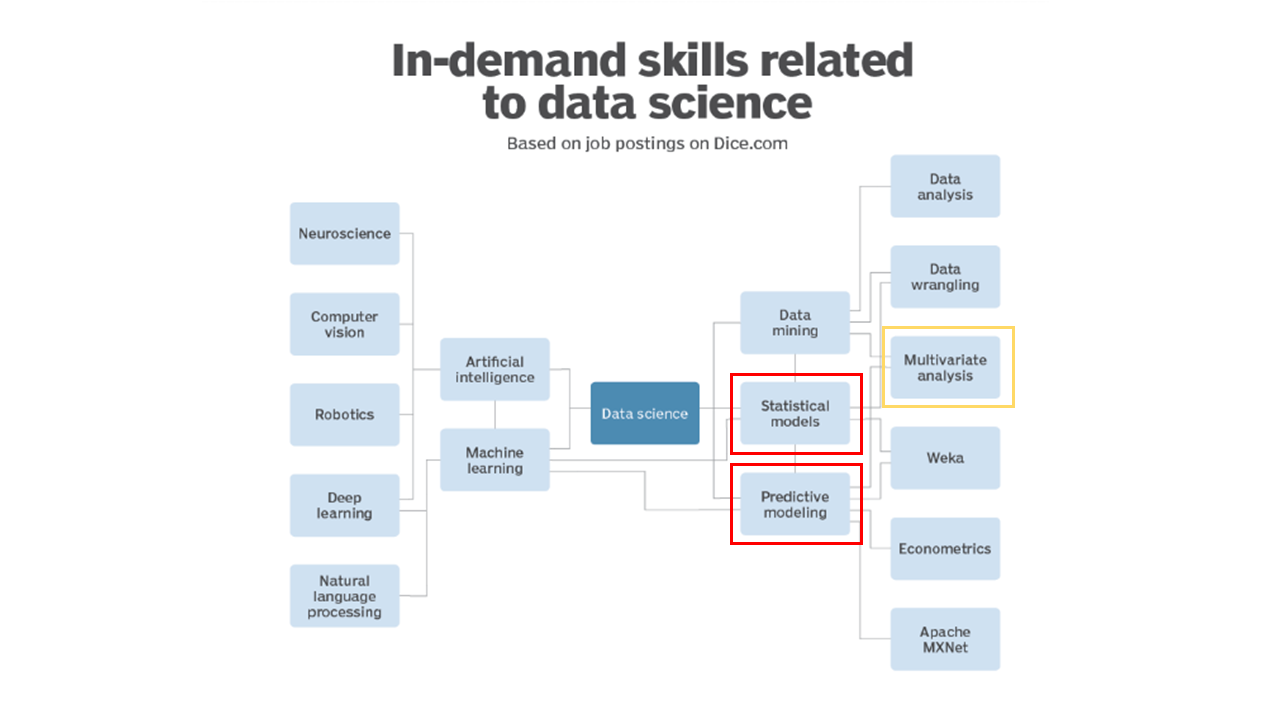 In-demand skills related
to data science
Based on job postings on Dice.com
Neuroscience
Computer
vision
Robotics
Deep
learning
Natural
language
processing
Artificial
intelligence
Machine
learning
Data science
Data
mining
Statistical
models
Predictive
modeling
Data
analysis
Data
wrangling
Multivariate
analysis
Weka
Econometrics
Apache
MXNet